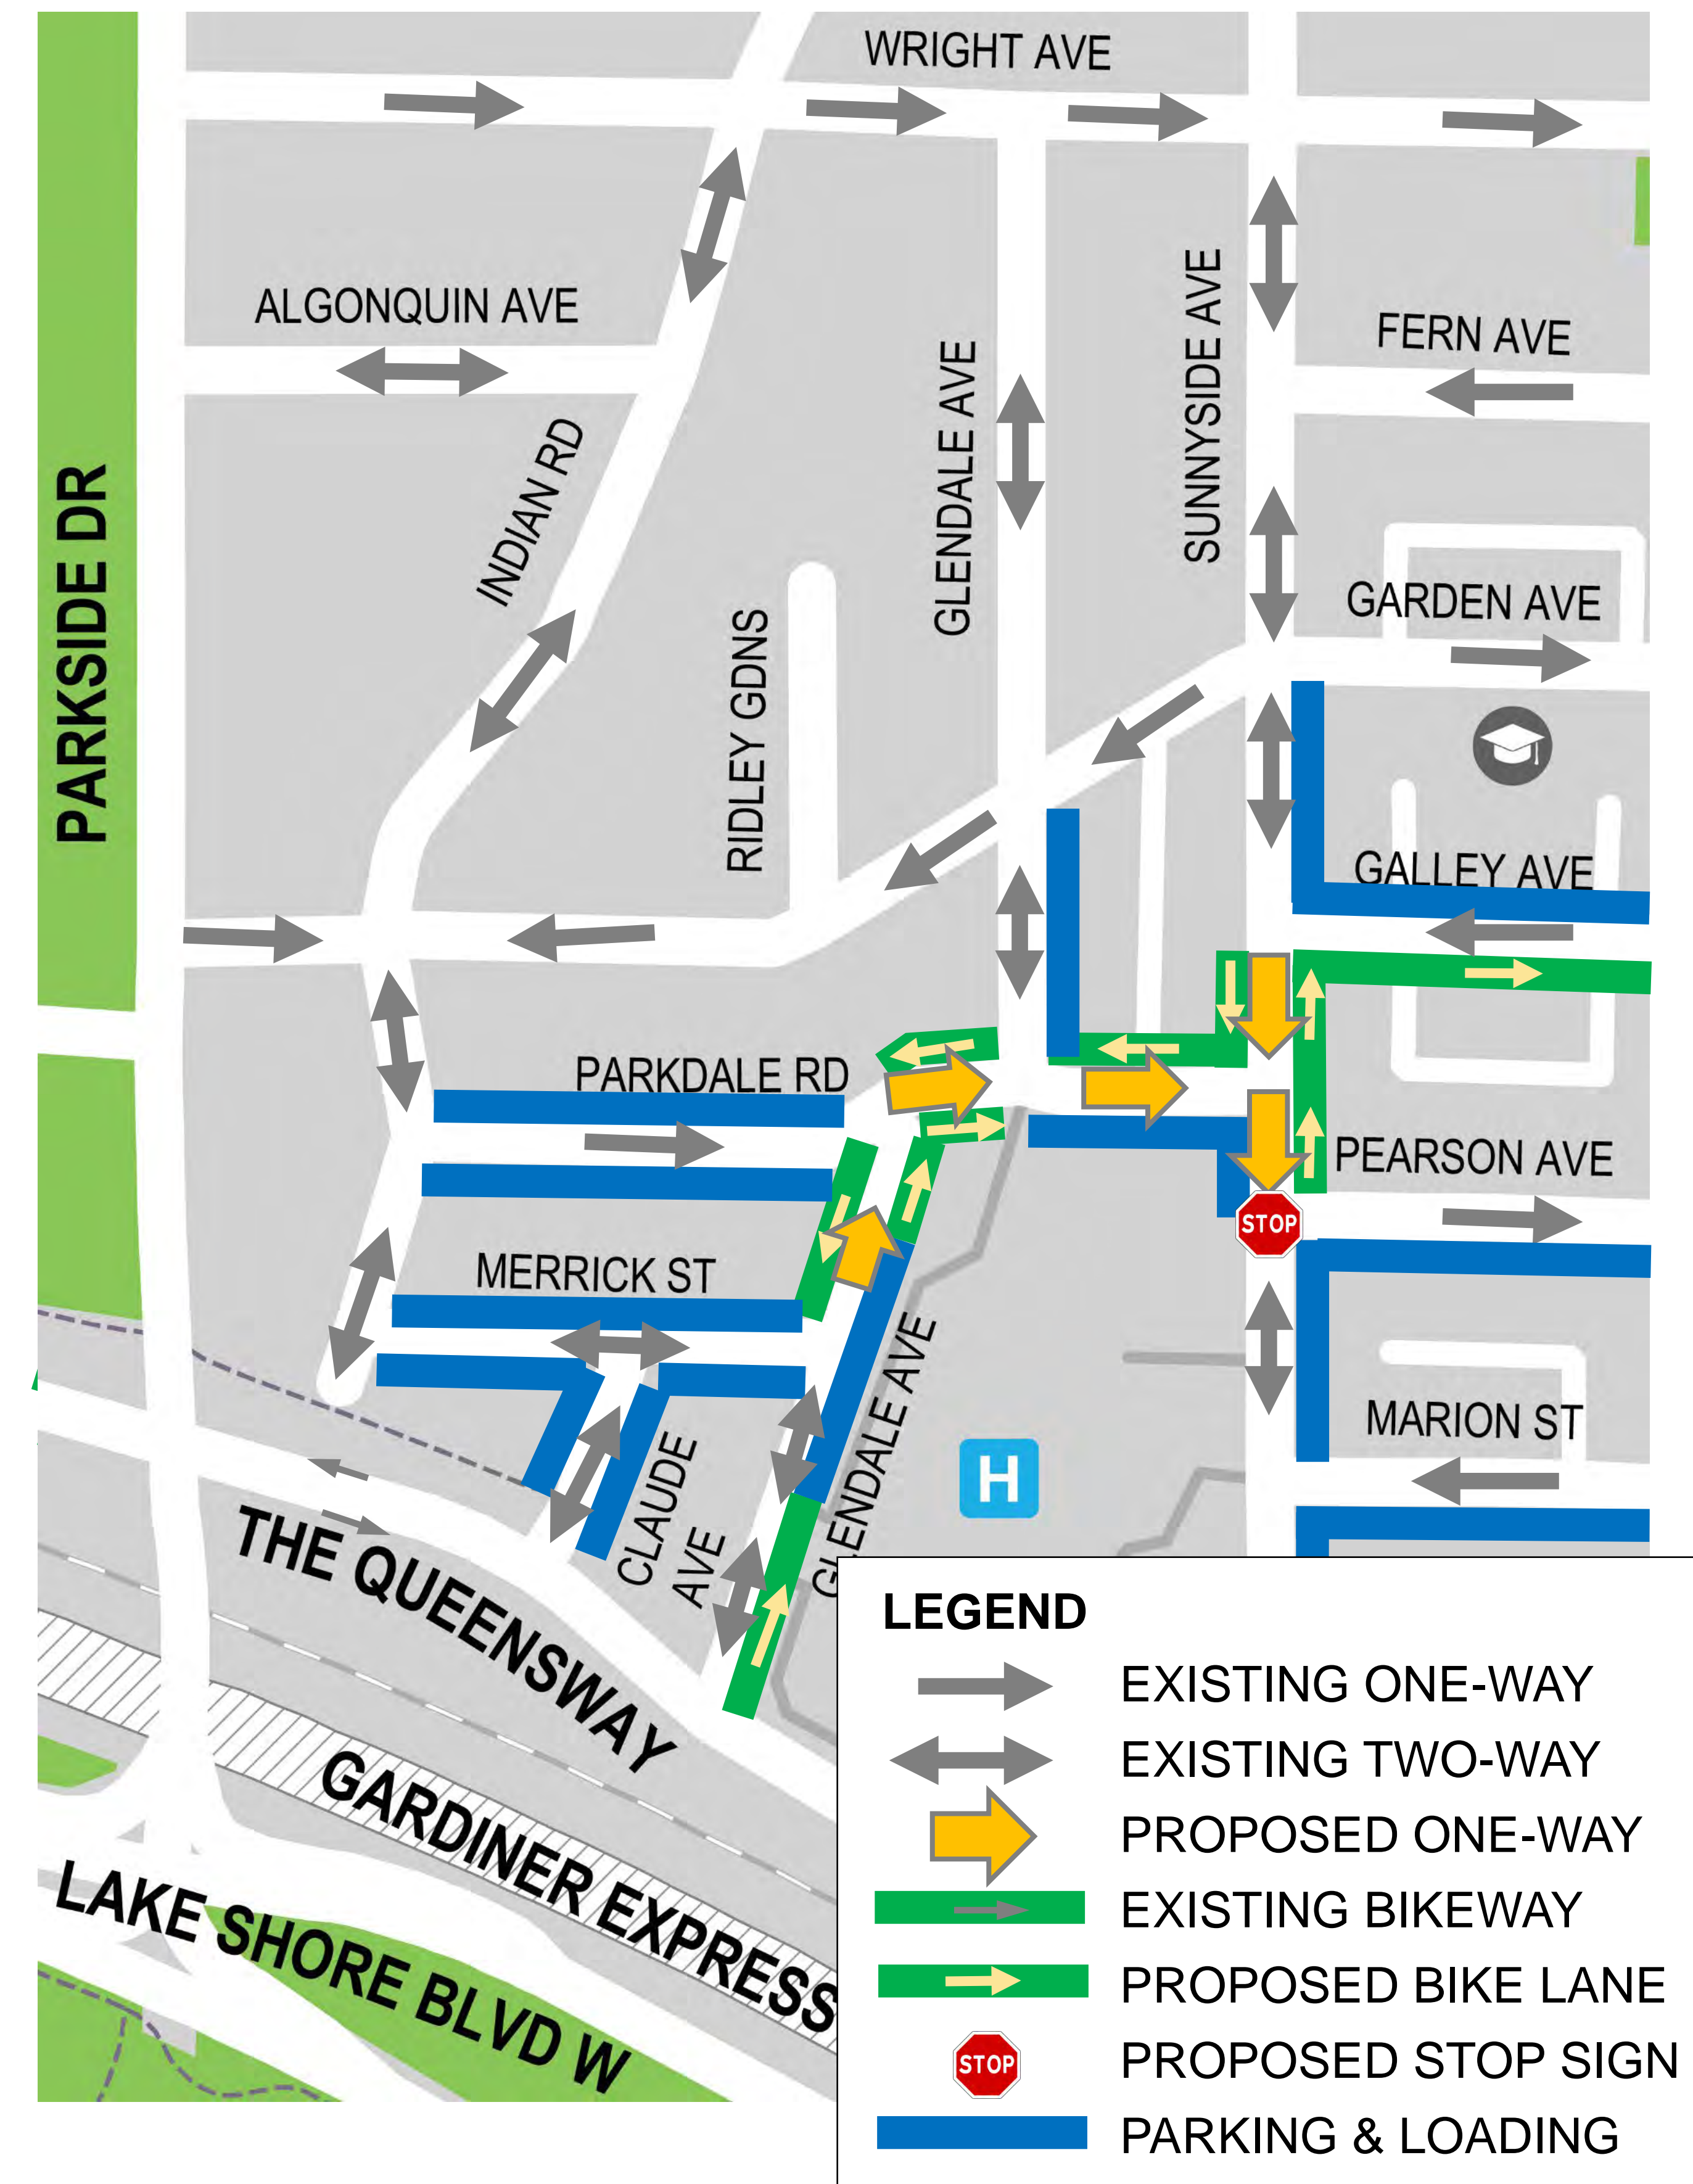 WRIGHT AVE
ALGONQUIN AVE
FERN AVE
SUNNYSIDE AVE
GLENDALE AVE
INDIAN RD
PARKSIDE DR
GARDEN AVE
RIDLEY GDNS
GALLEY AVE
PARKDALE RD
PEARSON AVE
STOP
MERRICK ST
GLENDALE AVE
MARION ST
CLAUDE
AVE
H
THE QUEENSWAY
GARDINER EXPRESS
LAKE SHORE BLVD W
LEGEND
EXISTING ONE-WAY
EXISTING TWO-WAY
PROPOSED ONE-WAY
EXISTING BIKEWAY
PROPOSED BIKE LANE
STOP PROPOSED STOP SIGN
PARKING & LOADING